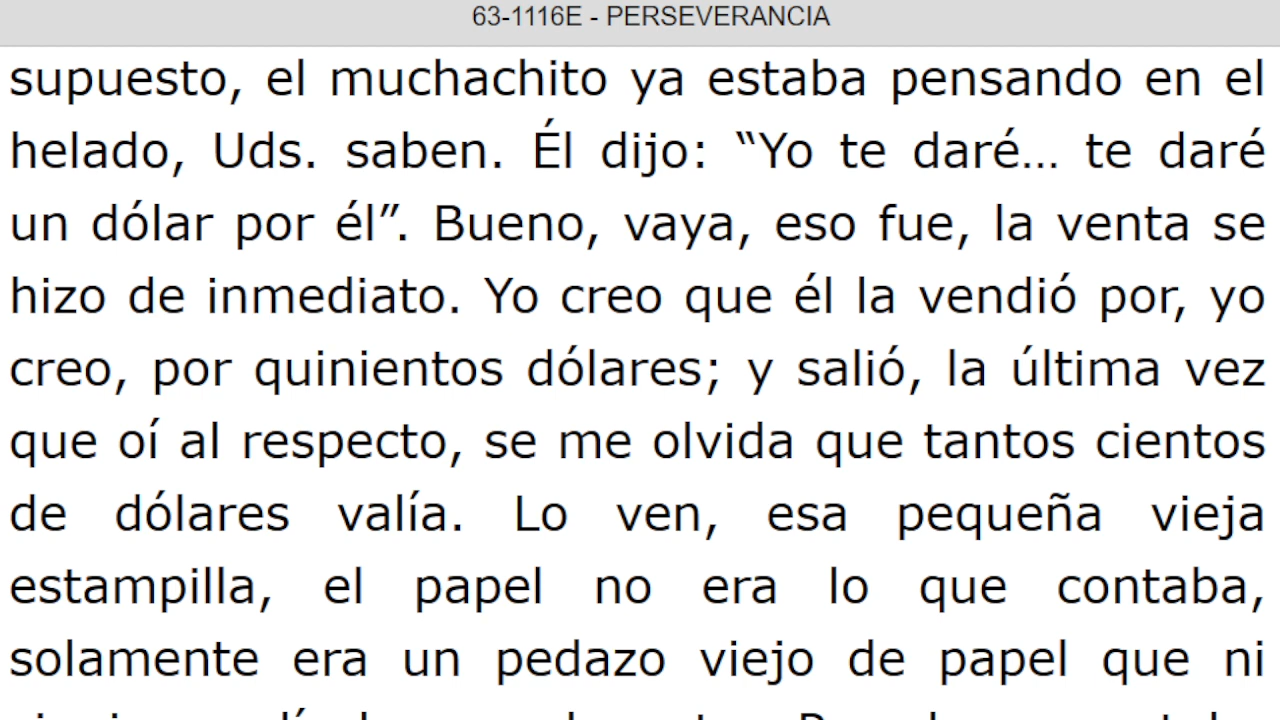 63-1116E - PERSEVERANCIA
supuesto, el muchachito ya estaba pensando en el
helado, Uds. saben. Él dijo: “Yo te daré… te daré
un dólar por él”. Bueno, vaya, eso fue, la venta se
hizo de inmediato. Yo creo que él la vendió por, yo
creo, por quinientos dólares; y salió, la última vez
que oí al respecto, se me olvida que tantos cientos
de dólares valía. Lo ven, esa pequeña vieja
estampilla, el papel no era lo que contaba,
solamente era un pedazo viejo de papel que ni